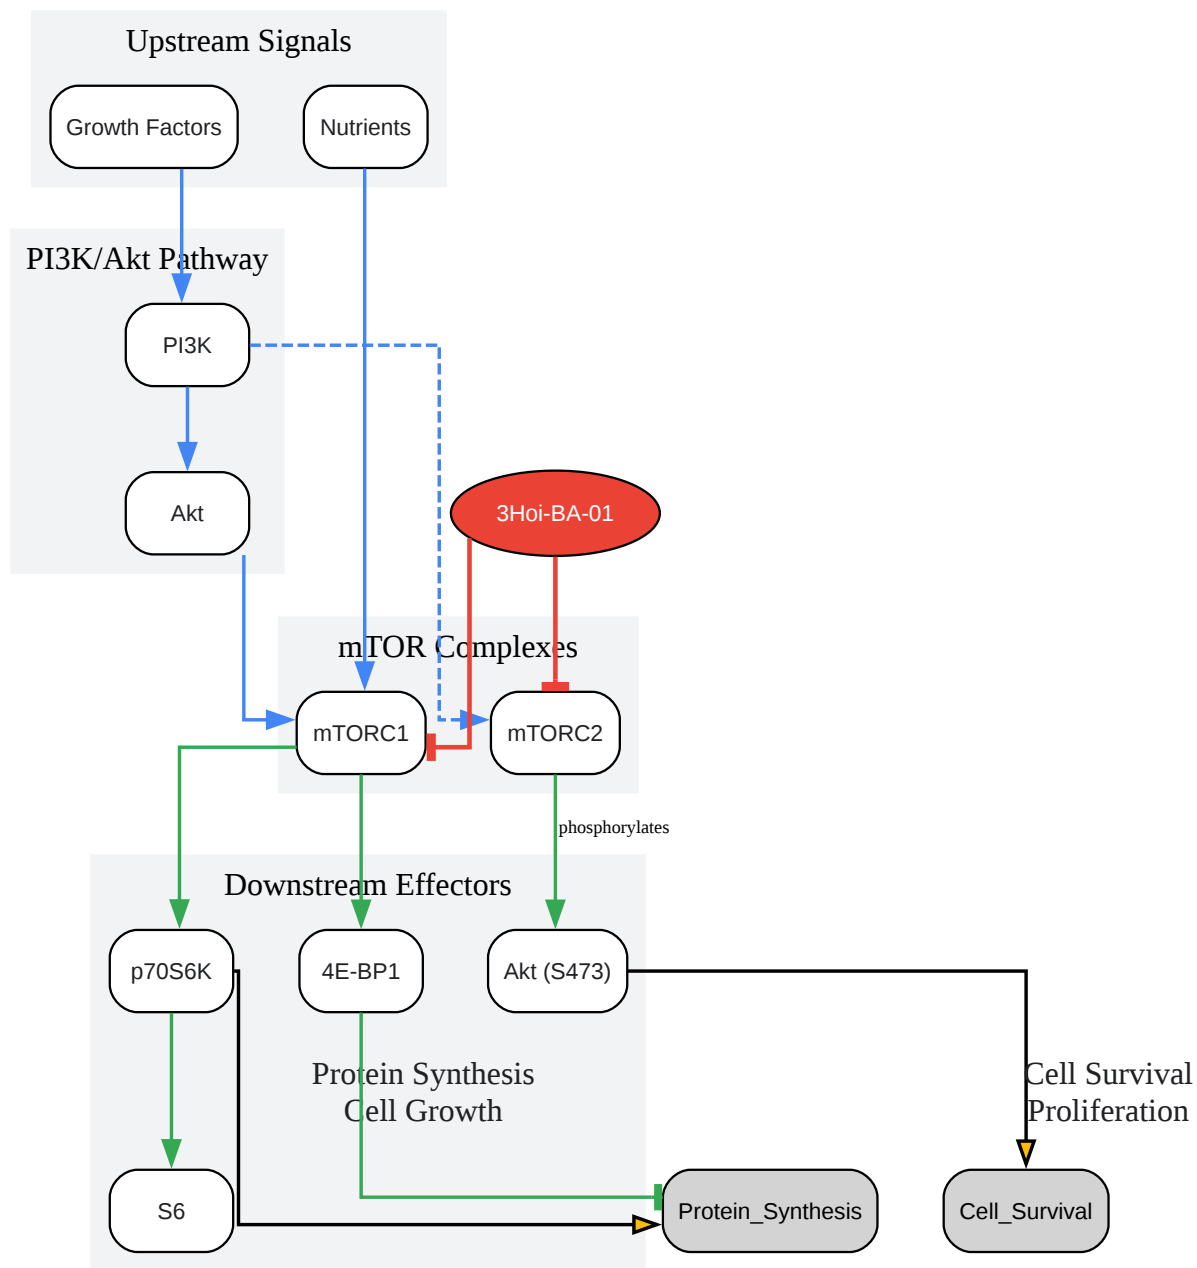 Upstream Signals
Growth Factors
Nutrients
PI3K/Akt Pathway
PI3K
Akt
3Hoi-BA-01
mTOR Complexes
mTORC1
mTORC2
phosphorylates
Downstream Effectors
p70S6K
4E-BP1
Akt (S473)
Protein Synthesis
Cell Growth
Cell Survival
Proliferation
S6
Protein_Synthesis
Cell_Survival